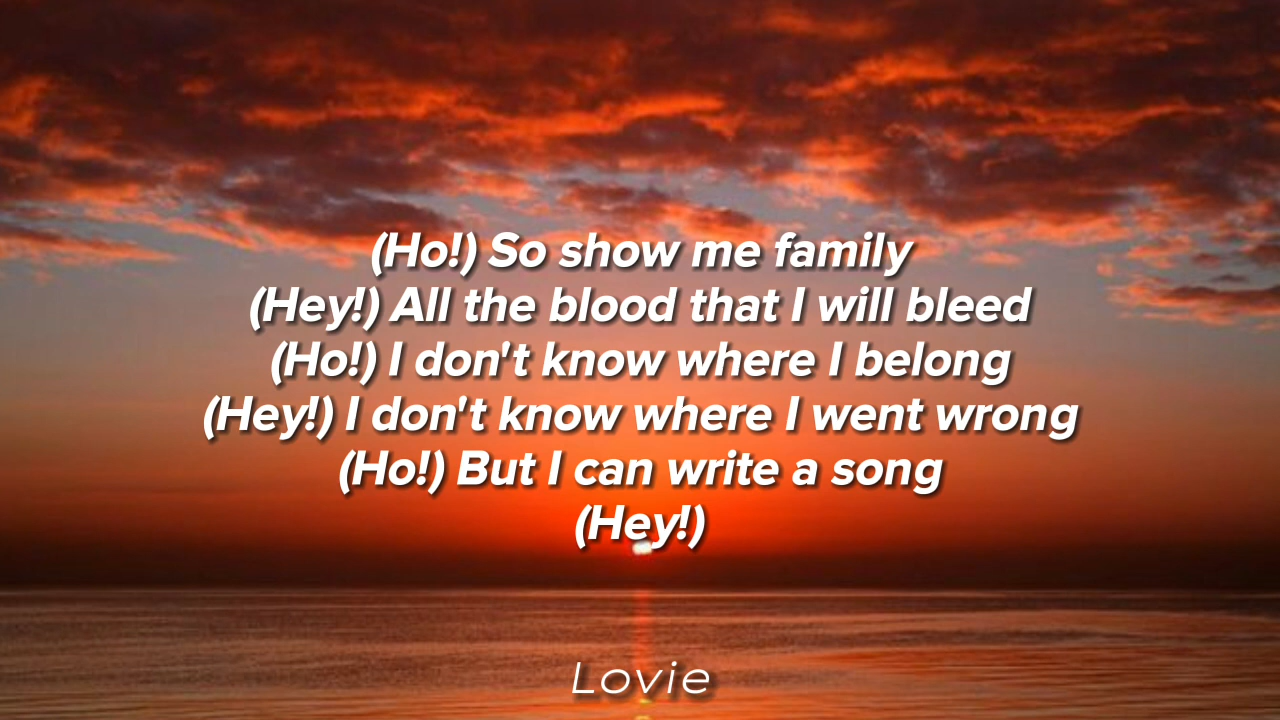 (Ho!) So show me family
(Hey!) All the blood that I will bleed
(Ho!) I don't know where I belong
(Hey!) I don't know where I went wrong
(Ho!) But I can write a song
(Hey!)
Lovie